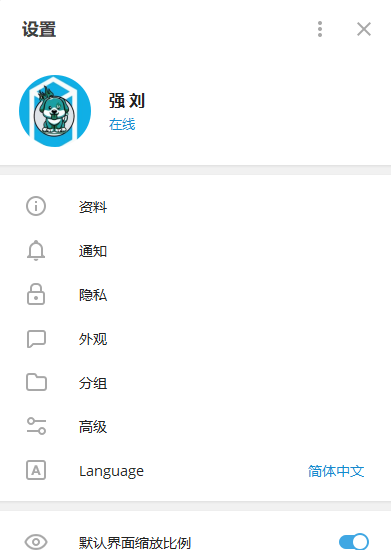 设置
强 刘
在线
资料
通知
隐私
外观
分组
高级
Language 简体中文
默认界面缩放比例